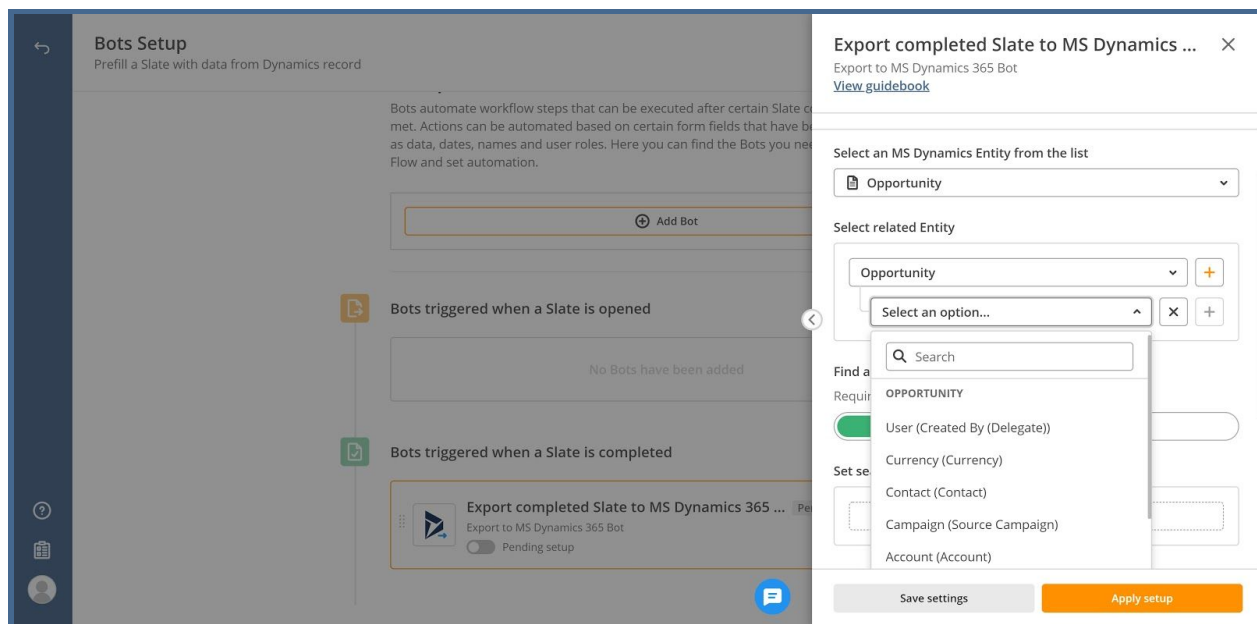 Bots Setup
Prefill a Slate with data from Dynamics record
Bots automate workflow steps that can be executed after certain Slate
met. Actions can be automated based on certain form fields that have
as data, dates, names and user roles. Here you can find the Bots you
Flow and set automation.
Add Bot
Bots triggered when a Slate is opened
No Bots have been added
Bots triggered when a Slate is completed
Export completed Slate to MS Dynamics 365 ...
Export to MS Dynamics 365 Bot
Pending setup
Export completed Slate to MS Dynamics ...
Export to MS Dynamics 365 Bot
View guidebook
Select an MS Dynamics Entity from the list
Opportunity
Select related Entity
Opportunity
Select an option...
Search
OPPORTUNITY
User (Created By (Delegate))
Currency (Currency)
Contact (Contact)
Campaign (Source Campaign)
Account (Account)
Find a
Set
Save settings
Apply setup